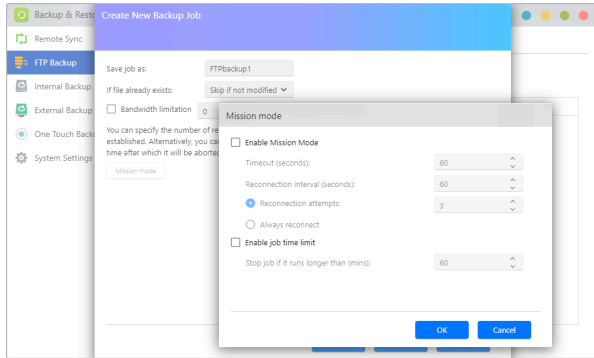 Backup & Resto
Create New Backup Job
Remote Sync
FTP Backup
Internal Backup
External Backup
One Touch Back
System Settings
Save job as:
FTPbackup1
If file already exists:
Skip if not modified
Bandwidth limitation
0
You can specify the number of re
established. Alternatively, you ca
time after which it will be aborted
Mission mode
Mission mode
Enable Mission Mode
Timeout (seconds):
60
Reconnection interval (seconds):
60
Reconnection attempts:
3
Always reconnect
Enable job time limit
Stop job if it runs longer than (mins):
60
OK
Cancel